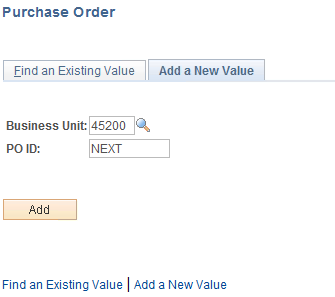 Purchase Order
Find an Existing Value Add a New Value
Business Unit: 45200
PO ID: NEXT
Add
Find an Existing Value | Add a New Value